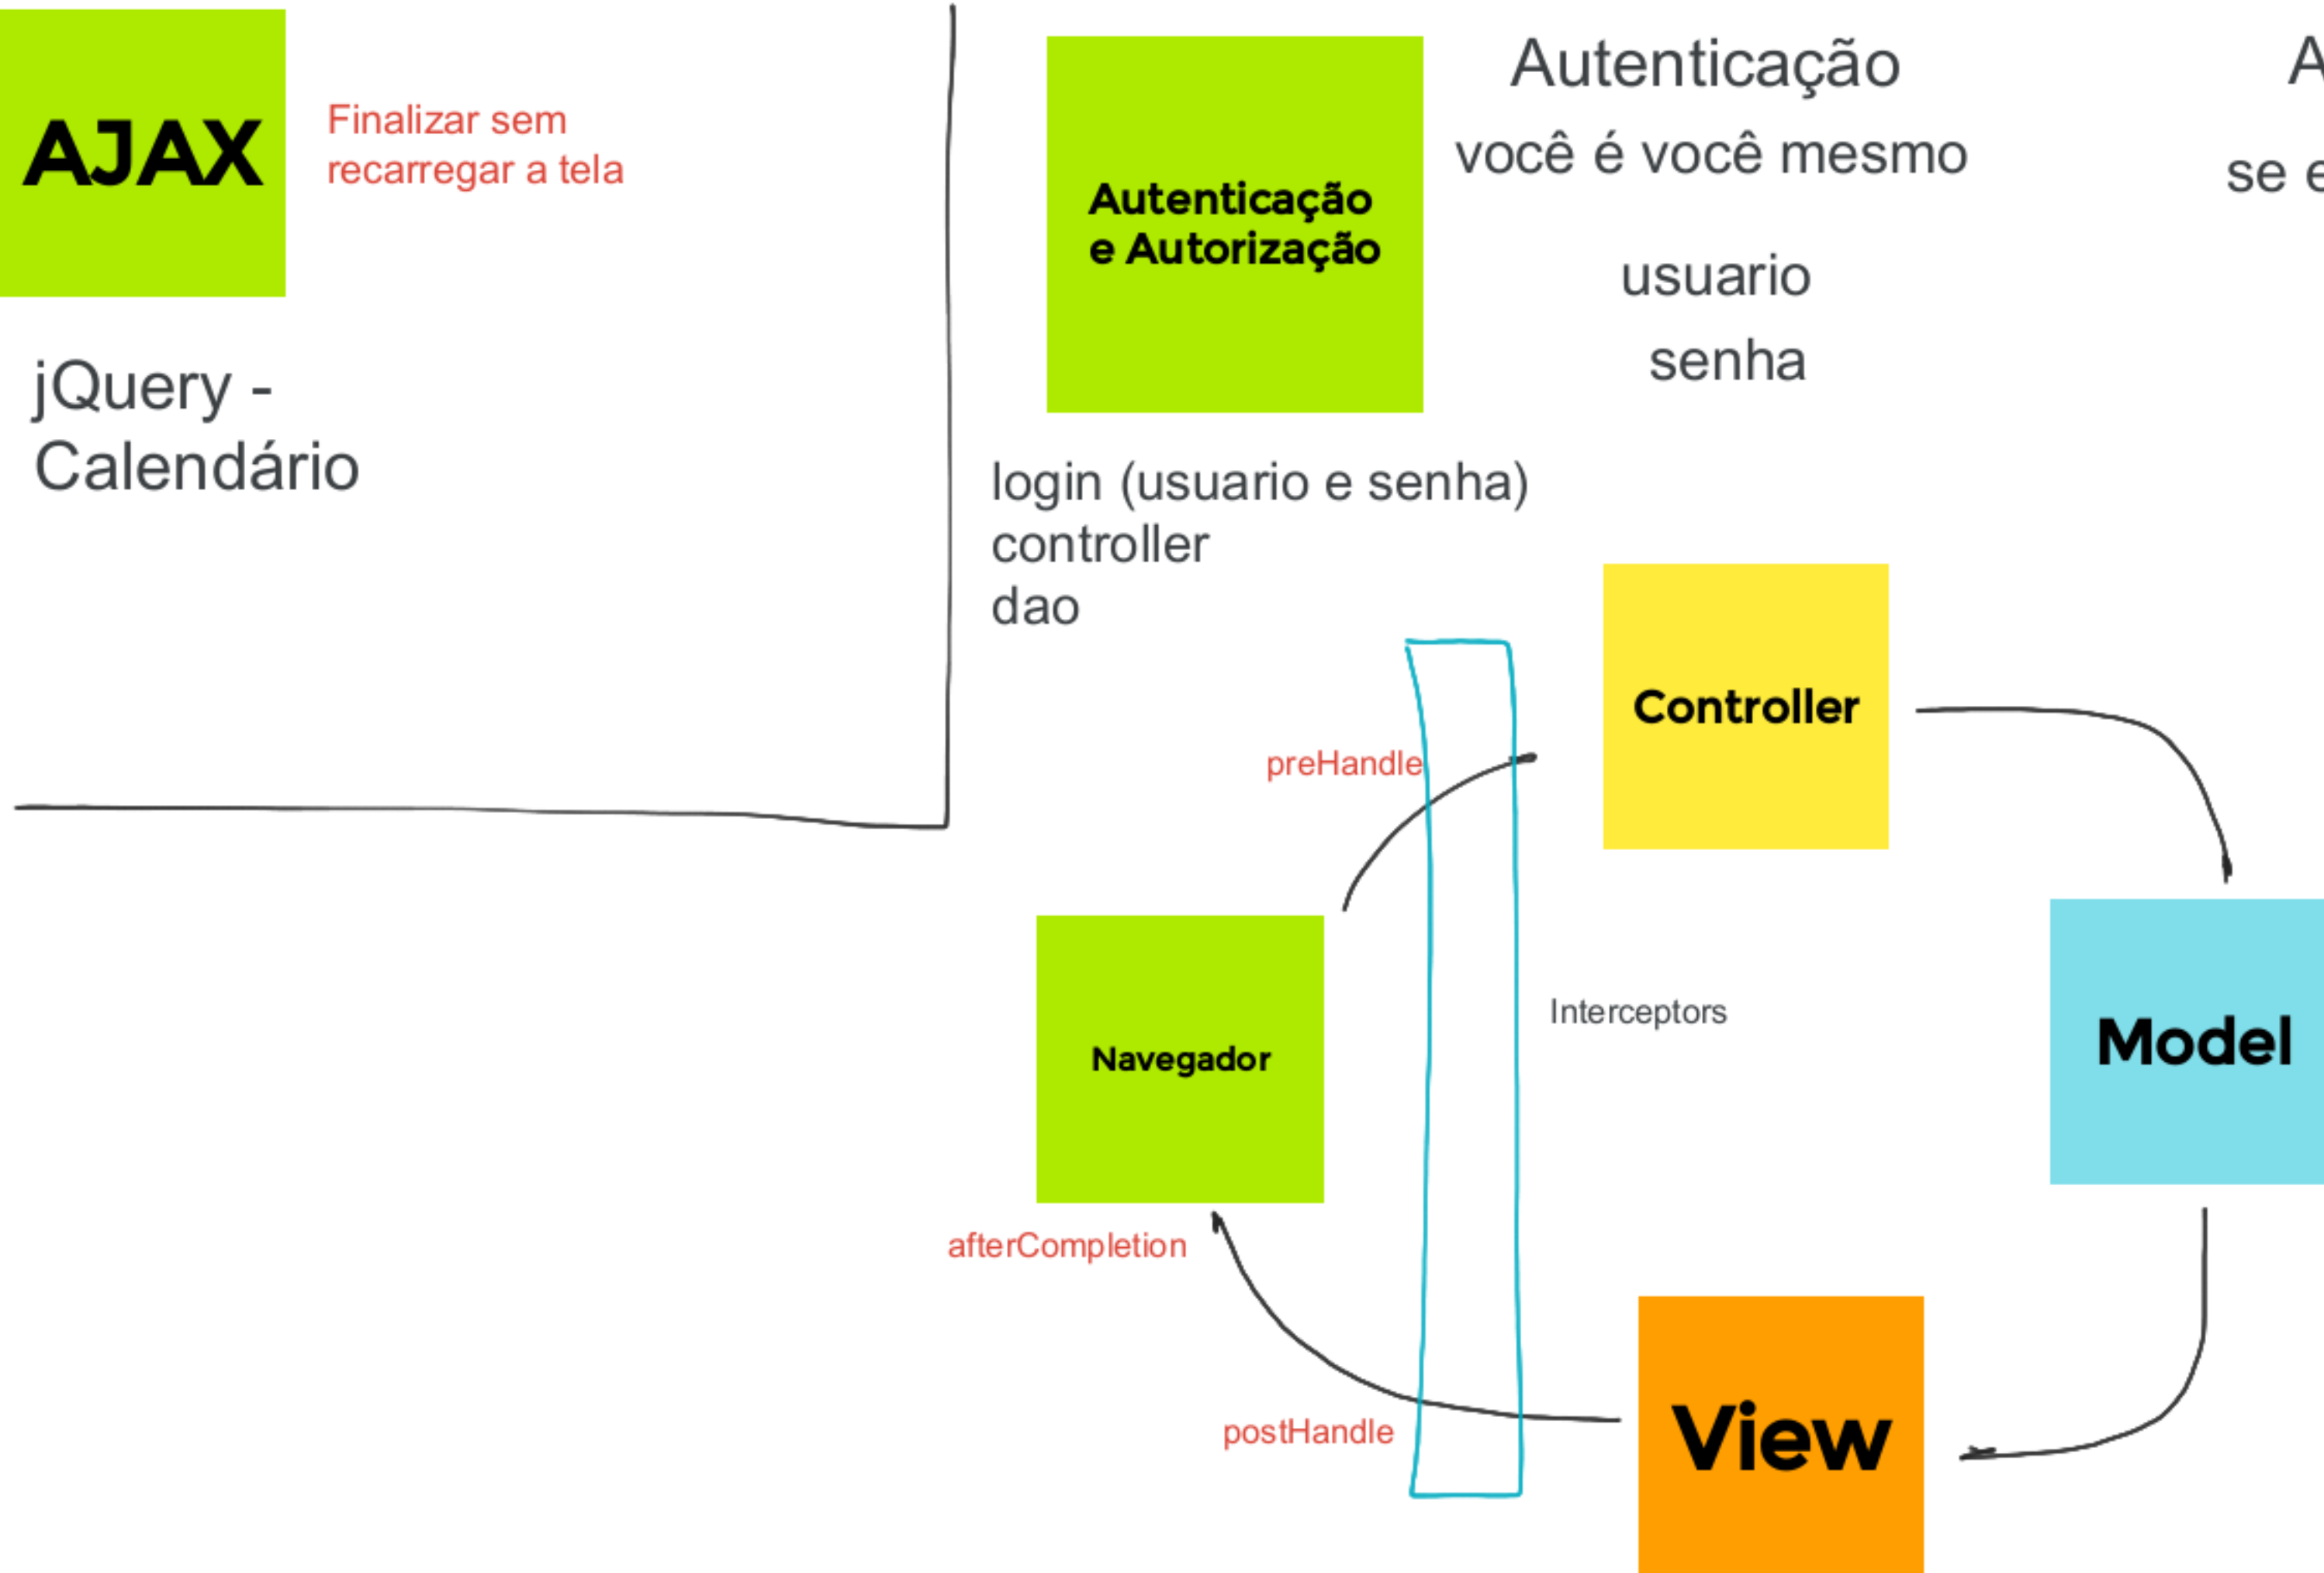 AJAX
Finalizar sem
recarregar a tela
jQuery -
Calendário
Autenticação
e Autorização
Autenticação
você é você mesmo
usuario
senha
A
se e
login (usuario e senha)
controller
dao
Controller
preHandle
Navegador
Interceptors
Model
afterCompletion
postHandle
View